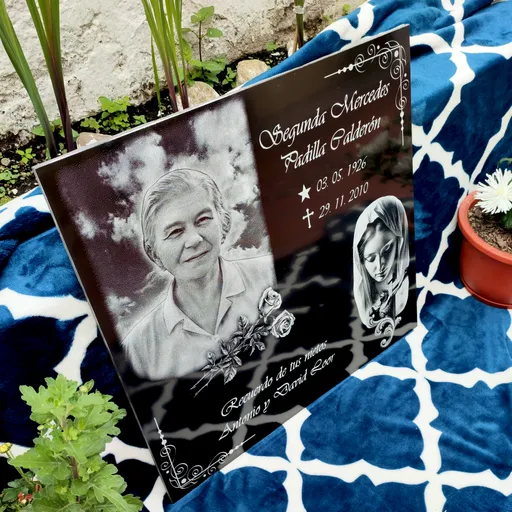 Segunda Mercedes
Padilla Calderón
03. 05. 1926
29. 11. 2010
Recuerdo de tus nietos
Antonio y David Loor